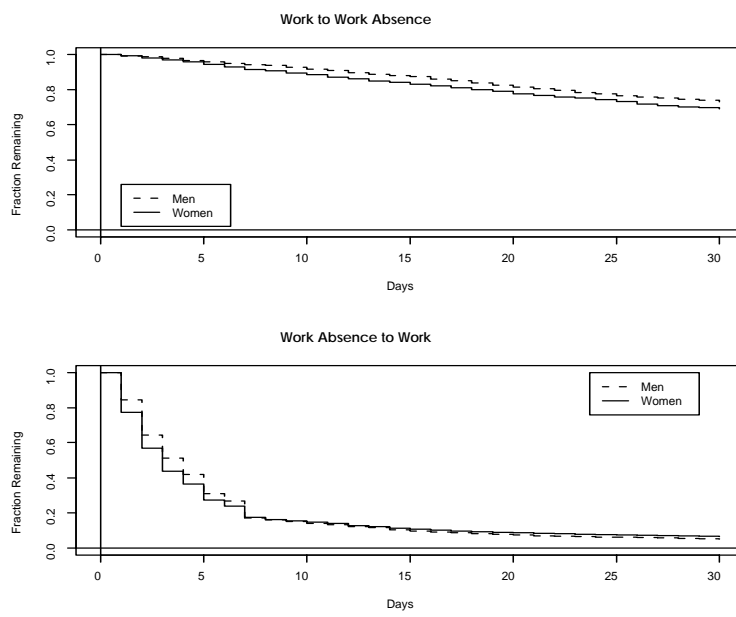 Work to Work Absence
Fraction Remaining
1.0
0.8
0.6
0.4
0.2
0.0
Men
Women
0 5 10 15 20 25 30
Days
Work Absence to Work
Fraction Remaining
1.0
0.8
0.6
0.4
0.2
0.0
Men
Women
0 5 10 15 20 25 30
Days